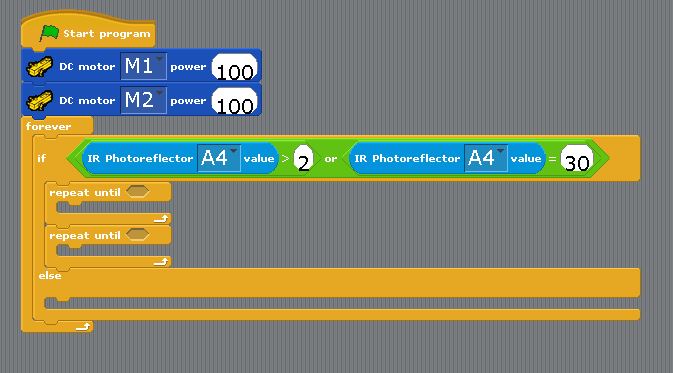 Start program
DC motor M1 power 100
DC motor M2 power 100
forever
if IR Photoreflector A4 value > 2 or IR Photoreflector A4 value = 30
repeat until
repeat until
else